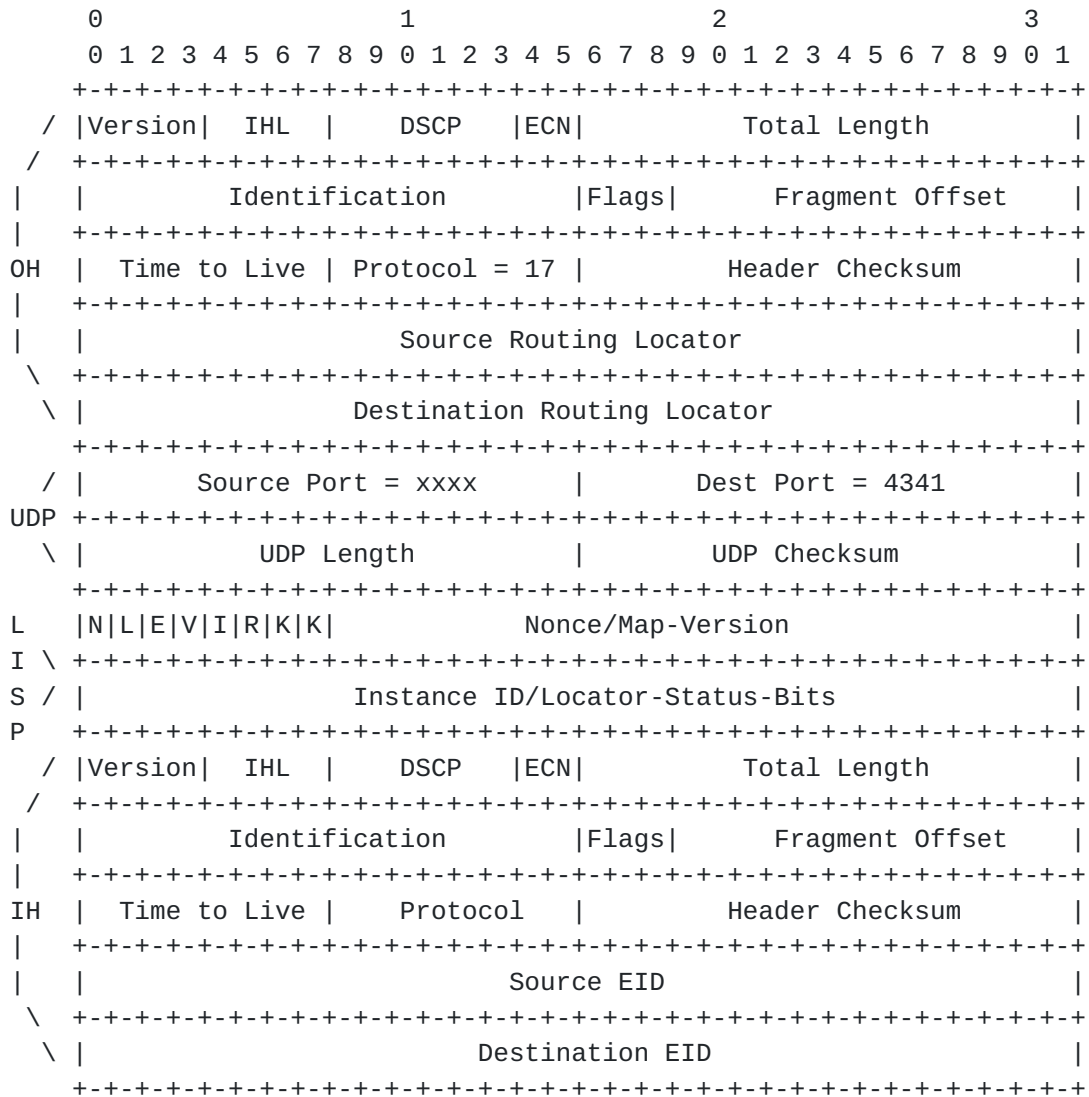 0                   1                   2                   3
       0 1 2 3 4 5 6 7 8 9 0 1 2 3 4 5 6 7 8 9 0 1 2 3 4 5 6 7 8 9 0 1
      +-+-+-+-+-+-+-+-+-+-+-+-+-+-+-+-+-+-+-+-+-+-+-+-+-+-+-+-+-+-+-+-+
    / |Version|  IHL  |    DSCP   |ECN|          Total Length         |
   /  +-+-+-+-+-+-+-+-+-+-+-+-+-+-+-+-+-+-+-+-+-+-+-+-+-+-+-+-+-+-+-+-+
  |   |         Identification        |Flags|      Fragment Offset    |
  |   +-+-+-+-+-+-+-+-+-+-+-+-+-+-+-+-+-+-+-+-+-+-+-+-+-+-+-+-+-+-+-+-+
  OH  |  Time to Live | Protocol = 17 |         Header Checksum       |
  |   +-+-+-+-+-+-+-+-+-+-+-+-+-+-+-+-+-+-+-+-+-+-+-+-+-+-+-+-+-+-+-+-+
  |   |                    Source Routing Locator                     |
   \  +-+-+-+-+-+-+-+-+-+-+-+-+-+-+-+-+-+-+-+-+-+-+-+-+-+-+-+-+-+-+-+-+
    \ |                 Destination Routing Locator                   |
      +-+-+-+-+-+-+-+-+-+-+-+-+-+-+-+-+-+-+-+-+-+-+-+-+-+-+-+-+-+-+-+-+
    / |       Source Port = xxxx      |       Dest Port = 4341        |
  UDP +-+-+-+-+-+-+-+-+-+-+-+-+-+-+-+-+-+-+-+-+-+-+-+-+-+-+-+-+-+-+-+-+
    \ |           UDP Length          |        UDP Checksum           |
      +-+-+-+-+-+-+-+-+-+-+-+-+-+-+-+-+-+-+-+-+-+-+-+-+-+-+-+-+-+-+-+-+
  L   |N|L|E|V|I|R|K|K|            Nonce/Map-Version                  |
  I \ +-+-+-+-+-+-+-+-+-+-+-+-+-+-+-+-+-+-+-+-+-+-+-+-+-+-+-+-+-+-+-+-+
  S / |                 Instance ID/Locator-Status-Bits               |
  P   +-+-+-+-+-+-+-+-+-+-+-+-+-+-+-+-+-+-+-+-+-+-+-+-+-+-+-+-+-+-+-+-+
    / |Version|  IHL  |    DSCP   |ECN|          Total Length         |
   /  +-+-+-+-+-+-+-+-+-+-+-+-+-+-+-+-+-+-+-+-+-+-+-+-+-+-+-+-+-+-+-+-+
  |   |         Identification        |Flags|      Fragment Offset    |
  |   +-+-+-+-+-+-+-+-+-+-+-+-+-+-+-+-+-+-+-+-+-+-+-+-+-+-+-+-+-+-+-+-+
  IH  |  Time to Live |    Protocol   |         Header Checksum       |
  |   +-+-+-+-+-+-+-+-+-+-+-+-+-+-+-+-+-+-+-+-+-+-+-+-+-+-+-+-+-+-+-+-+
  |   |                           Source EID                          |
   \  +-+-+-+-+-+-+-+-+-+-+-+-+-+-+-+-+-+-+-+-+-+-+-+-+-+-+-+-+-+-+-+-+
    \ |                         Destination EID                       |
      +-+-+-+-+-+-+-+-+-+-+-+-+-+-+-+-+-+-+-+-+-+-+-+-+-+-+-+-+-+-+-+-+